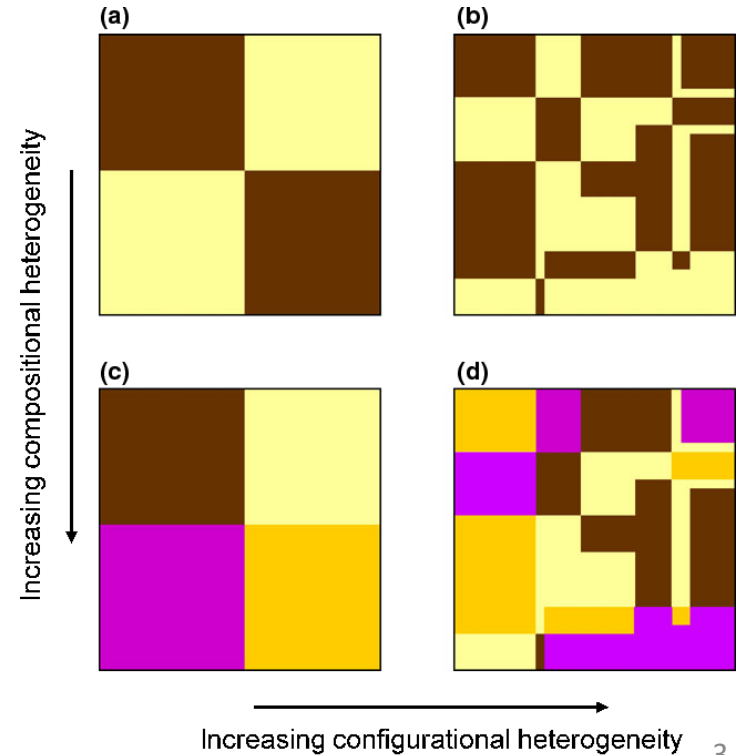 (a)
(b)
Increasing compositional heterogeneity
(c)
(d)
Increasing configurational heterogeneity
3